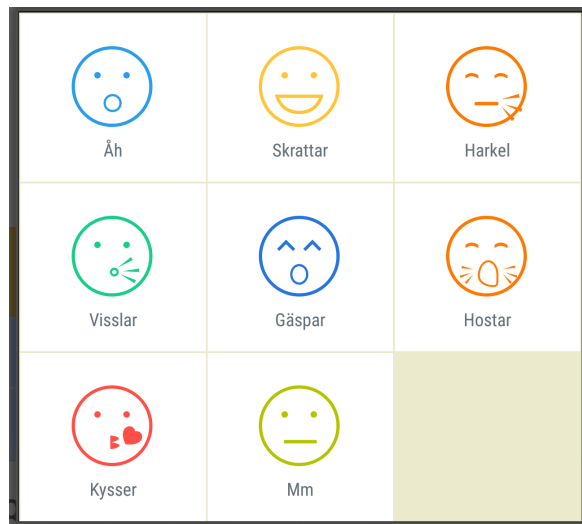 Åh
Skrattar
Harkel
Visslar
Gäspar
Hostar
Kysser
Mm